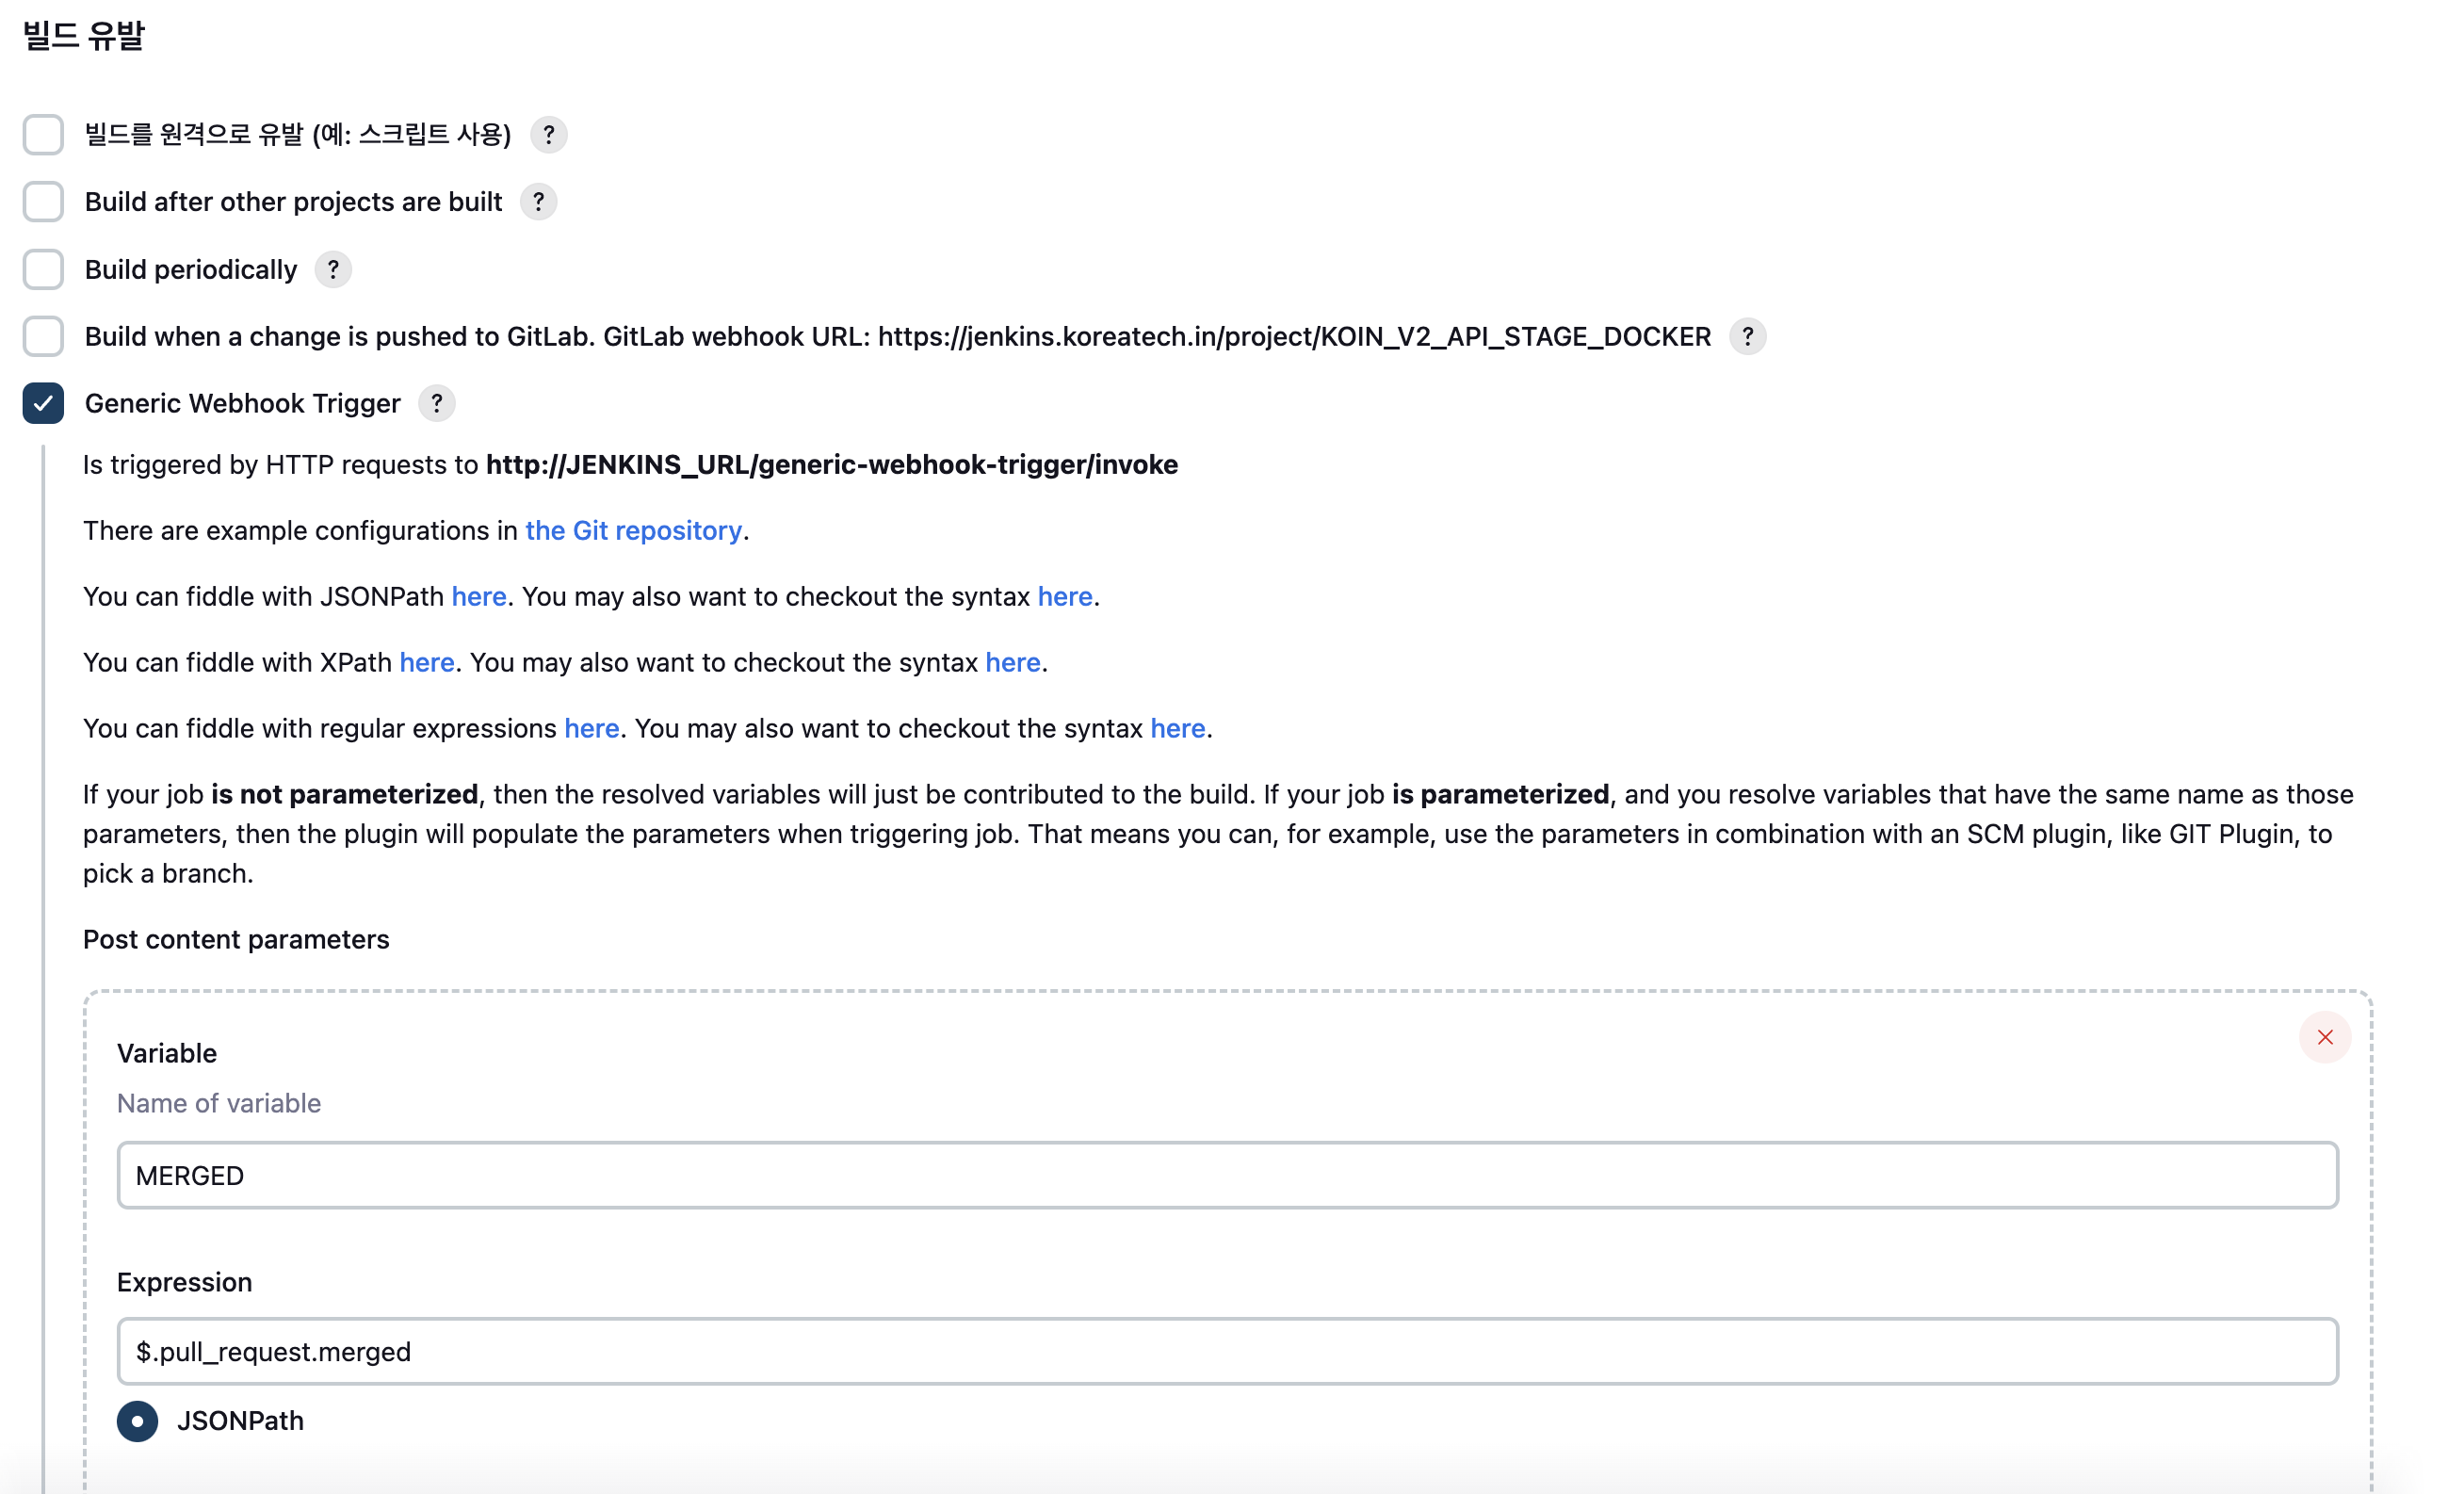 빌드 유발
빌드를 원격으로 유발 (예: 스크립트 사용) ?
Build after other projects are built ?
Build periodically ?
Build when a change is pushed to GitLab. GitLab webhook URL: https://jenkins.koreatech.in/project/KOIN_V2_API_STAGE_DOCKER ?
Generic Webhook Trigger ?
Is triggered by HTTP requests to http://JENKINS_URL/generic-webhook-trigger/invoke
There are example configurations in the Git repository.
You can fiddle with JSONPath here. You may also want to checkout the syntax here.
You can fiddle with XPath here. You may also want to checkout the syntax here.
You can fiddle with regular expressions here. You may also want to checkout the syntax here.
If your job is not parameterized, then the resolved variables will just be contributed to the build. If your job is parameterized, and you resolve variables that have the same name as those
parameters, then the plugin will populate the parameters when triggering job. That means you can, for example, use the parameters in combination with an SCM plugin, like GIT Plugin, to
pick a branch.
Post content parameters
Variable
Name of variable
MERGED
Expression
$.pull_request.merged
JSONPath